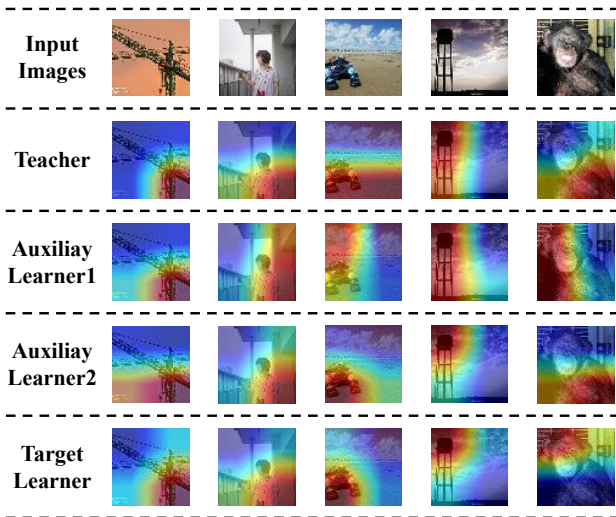 Input
Images
Teacher
Auxiliay
Learner1
Auxiliay
Learner2
Target
Learner